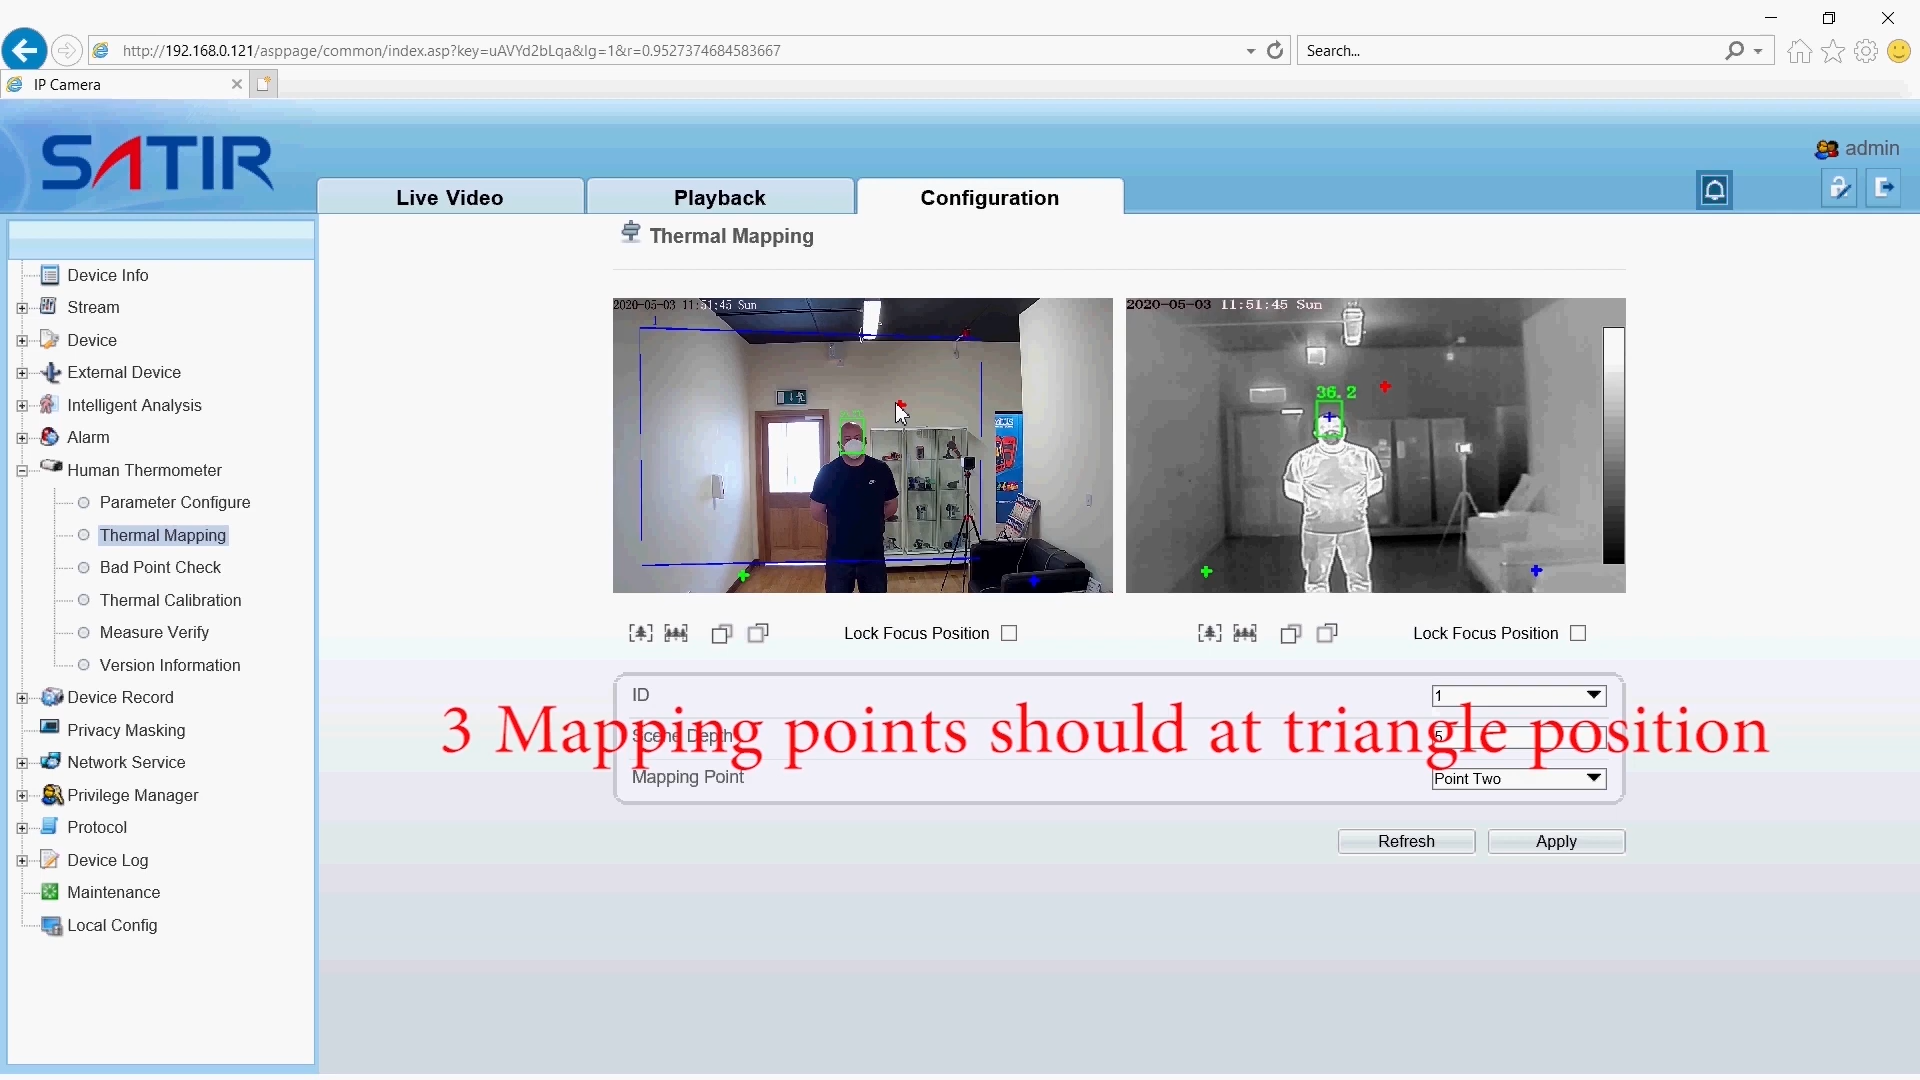 http://192.168.0.121/asppage/common/index.asp?key=uAVYd2bLqa&lg=1&r=0.9527374684583667
Search...
IP Camera
SATIR
admin
Live Video
Playback
Configuration
Thermal Mapping
2020-05-03 11:51:45 Sun
2020-05-03 11:51:45 Sun
1
36.2
Device Info
Stream
Device
External Device
Intelligent Analysis
Alarm
Human Thermometer
Parameter Configure
Thermal Mapping
Bad Point Check
Thermal Calibration
Measure Verify
Version Information
Device Record
Privacy Masking
Network Service
Privilege Manager
Protocol
Device Log
Maintenance
Local Config
Lock Focus Position
Lock Focus Position
ID
1
Scene Depth
5
3 Mapping points should at triangle position
Mapping Point
Point Two
Refresh
Apply